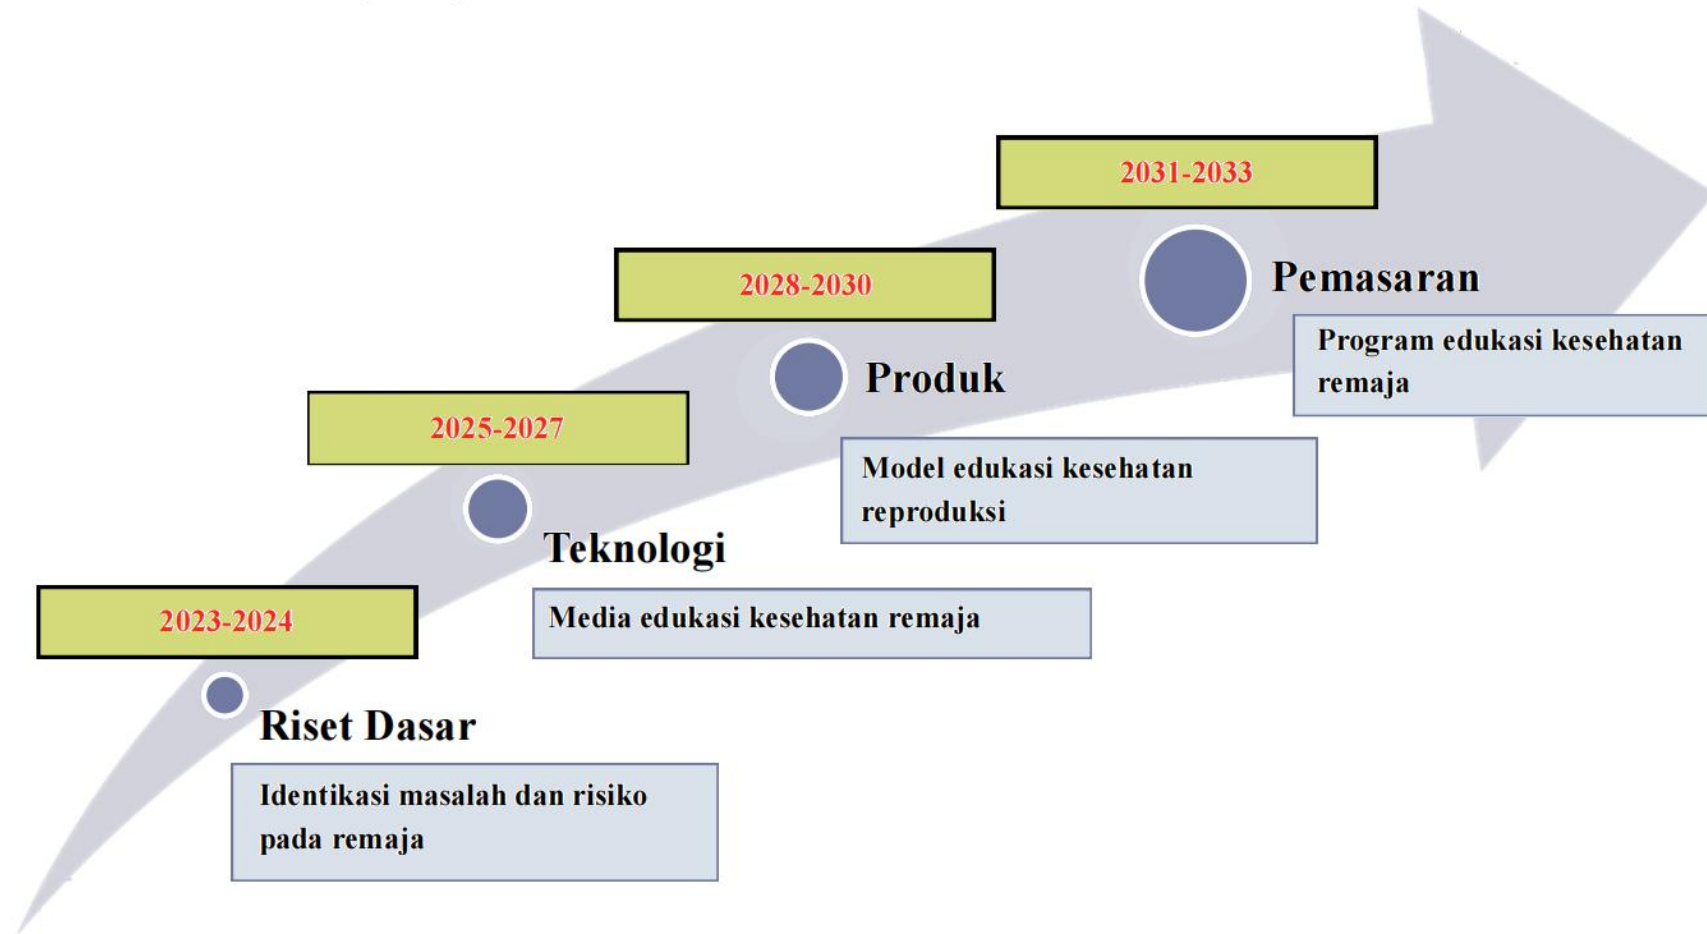 2031-2033
Pemasaran
Program edukasi kesehatan
remaja
2028-2030
Produk
Model edukasi kesehatan
reproduksi
2025-2027
Teknologi
Media edukasi kesehatan remaja
2023-2024
Riset Dasar
Identikasi masalah dan risiko
pada remaja